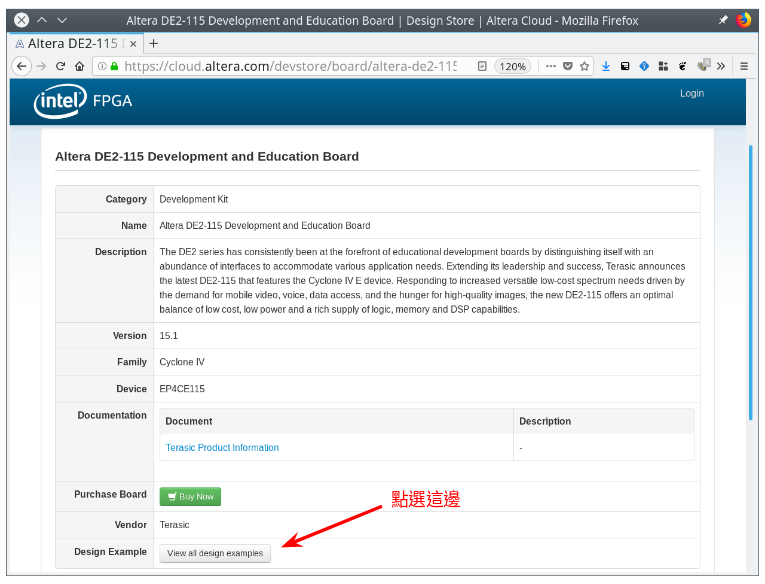 Altera DE2-115 Development and Education Board | Design Store | Altera Cloud - Mozilla Firefox
Altera DE2-115 D
https://cloud.altera.com/devstore/board/altera-de2-115
120%
intel FPGA
Login
Altera DE2-115 Development and Education Board
Category Development Kit
Name Altera DE2-115 Development and Education Board
Description The DE2 series has consistently been at the forefront of educational development boards by distinguishing itself with an
abundance of interfaces to accommodate various application needs. Extending its leadership and success, Terasic announces
the latest DE2-115 that features the Cyclone IV E device. Responding to increased versatile low-cost spectrum needs driven by
the demand for mobile video, voice, data access, and the hunger for high-quality images, the new DE2-115 offers an optimal
balance of low cost, low power and a rich supply of logic, memory and DSP capabilities.
Version 15.1
Family Cyclone IV
Device EP4CE115
Documentation
Document Description
Terasic Product Information -
Purchase Board Buy Now
點選這邊
Vendor Terasic
Design Example View all design examples